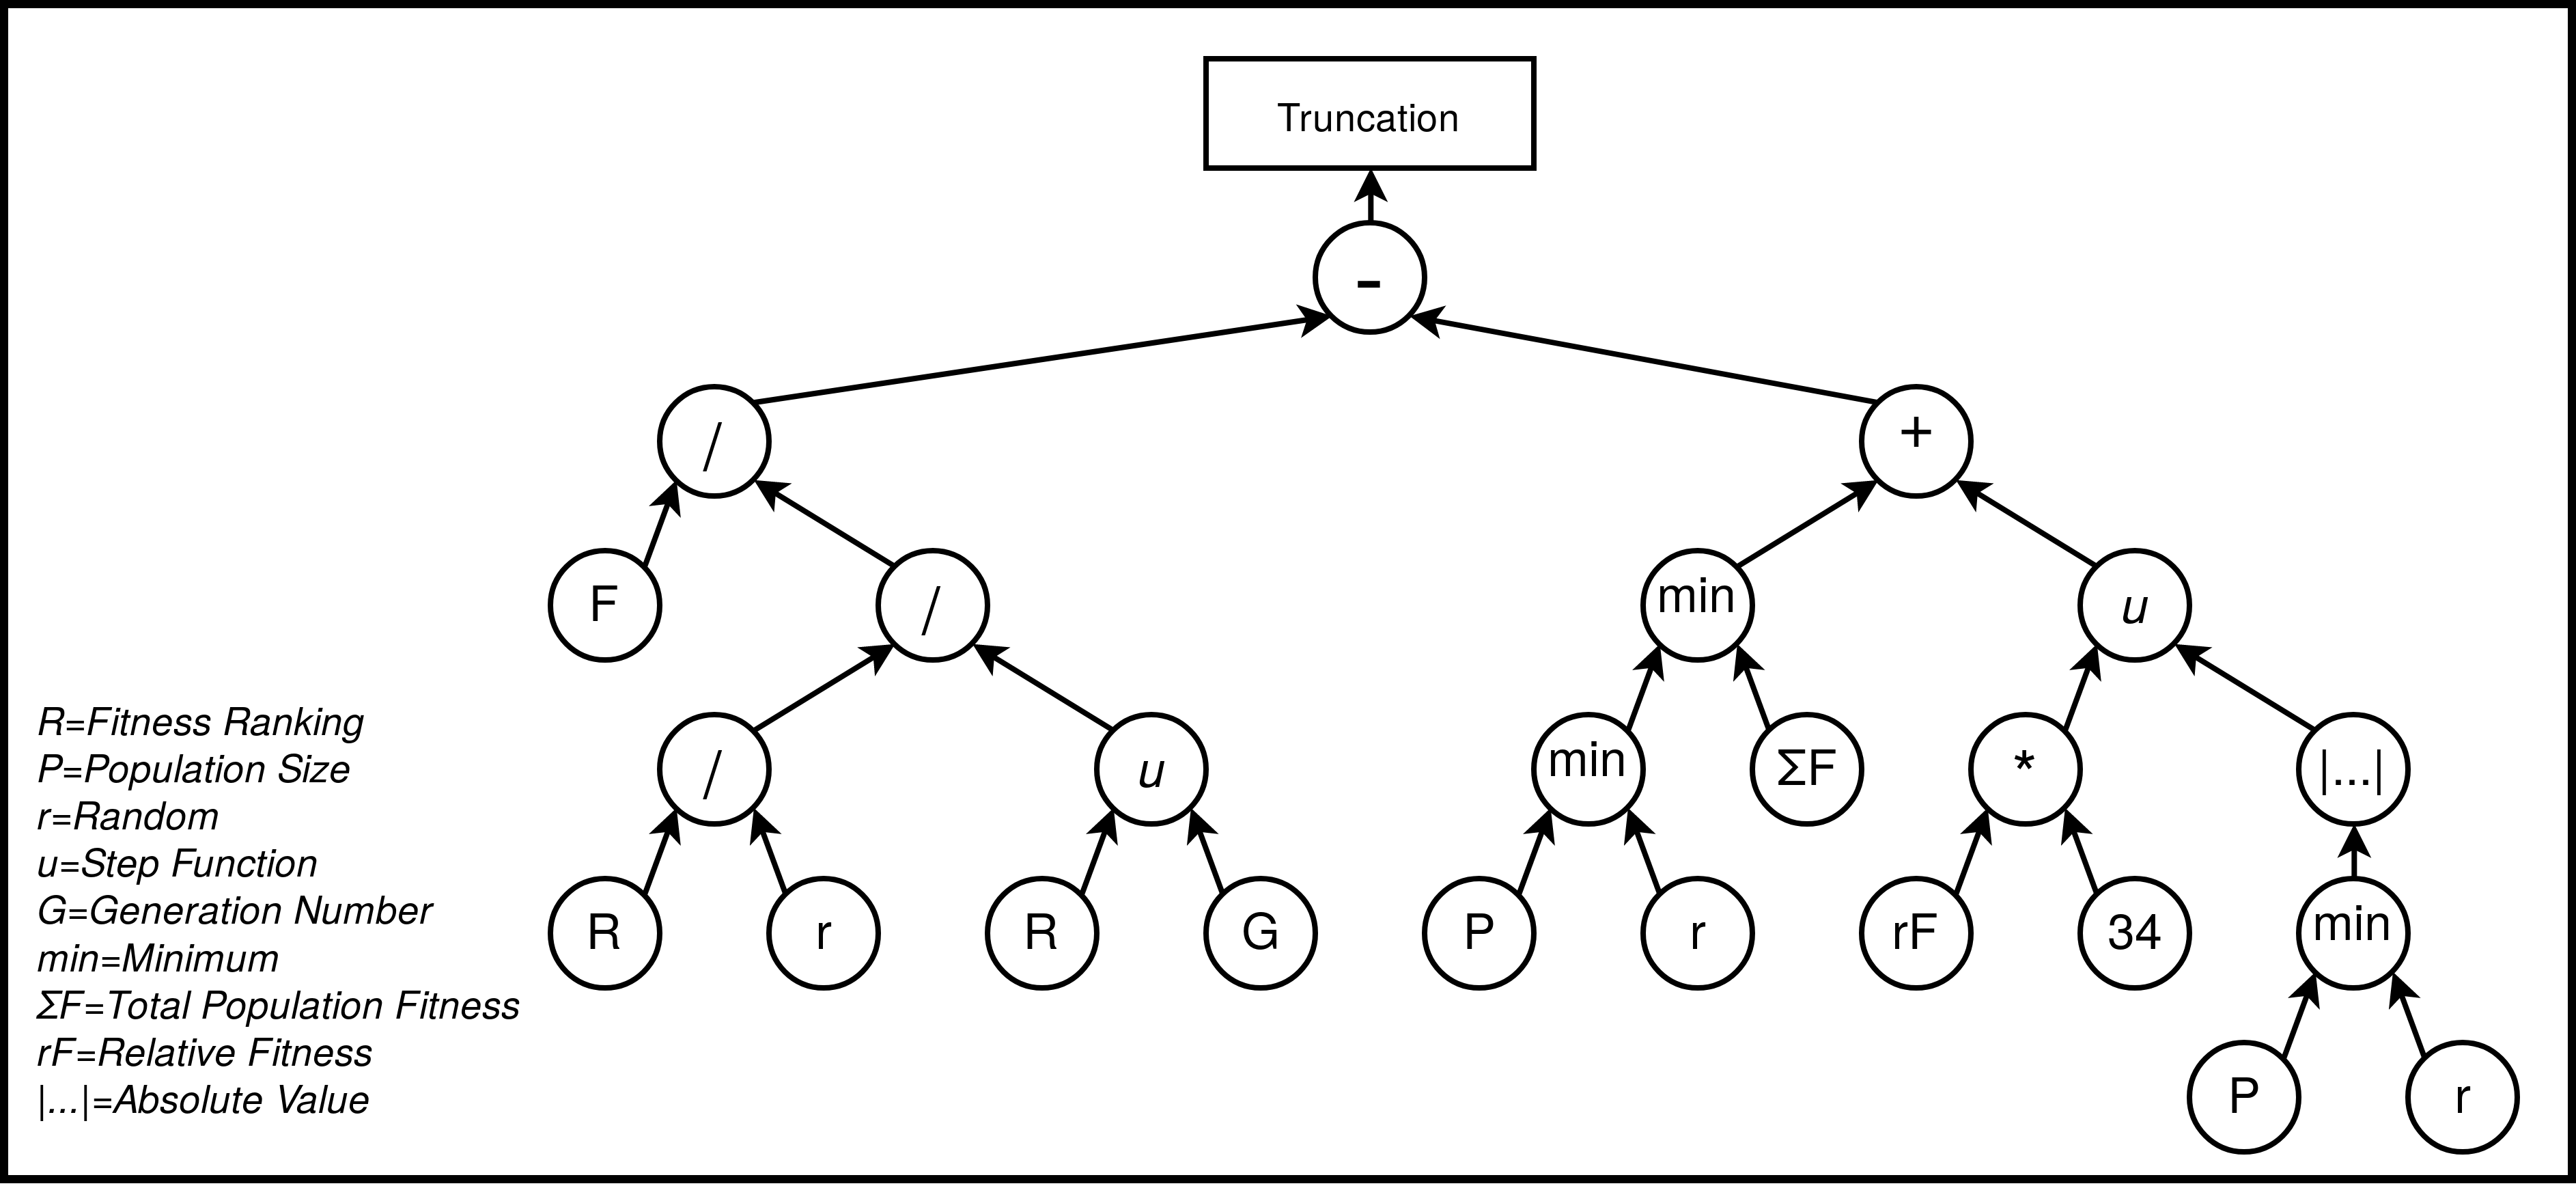 Truncation
-
/
+
F
/
min
u
/
u
min
ΣF
*
|...|
R
r
R
G
P
r
rF
34
min
P
r
R=Fitness Ranking
P=Population Size
r=Random
u=Step Function
G=Generation Number
min=Minimum
ΣF=Total Population Fitness
rF=Relative Fitness
|...|=Absolute Value